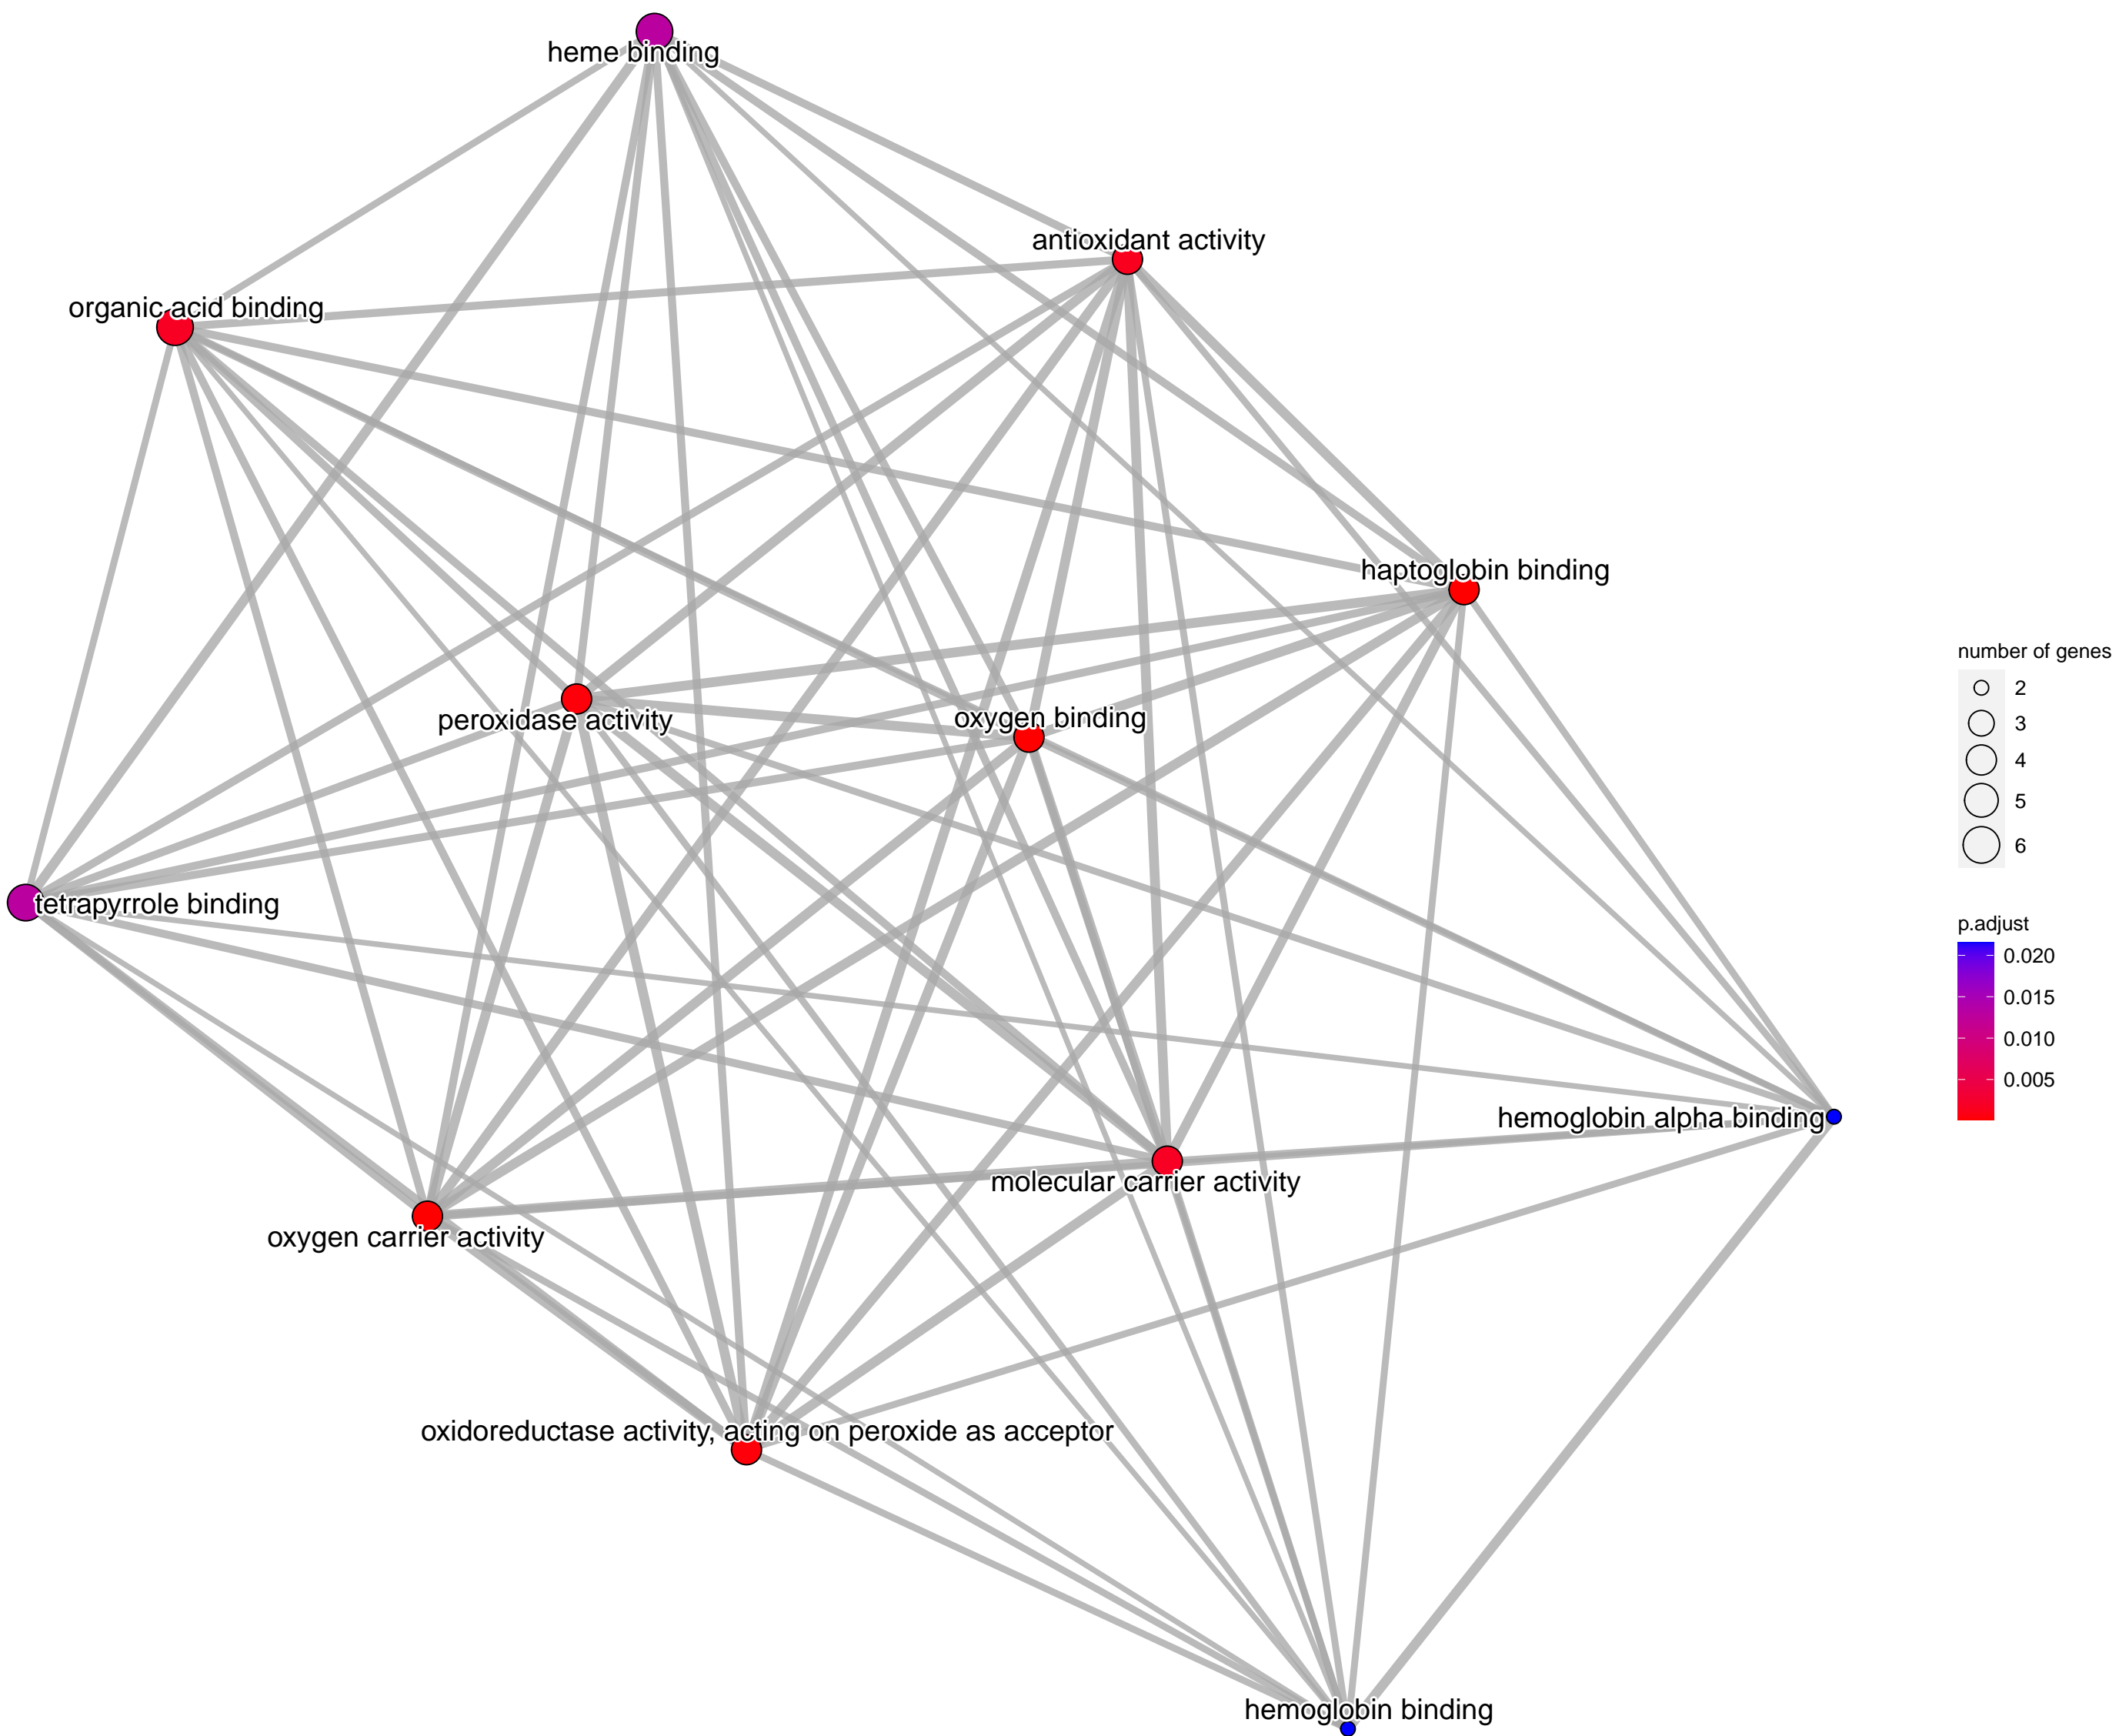 heme binding
antioxidant activity
organic acid binding
haptoglobin binding
number of genes
2
3
4
5
6
peroxidase activity
oxygen binding
tetrapyrrole binding
p.adjust
0.020
0.015
0.010
0.005
hemoglobin alpha binding
molecular carrier activity
oxygen carrier activity
oxidoreductase activity, acting on peroxide as acceptor
hemoglobin binding